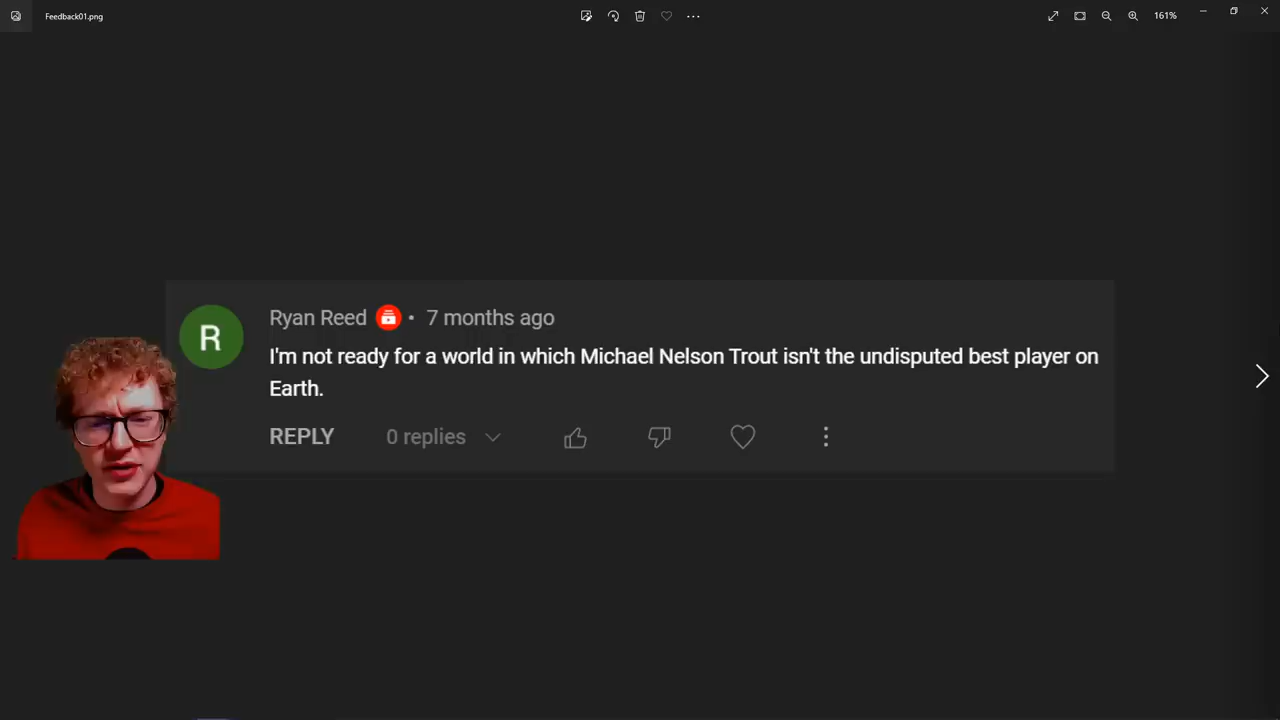 Feedback01.png
161%
R
Ryan Reed • 7 months ago
I'm not ready for a world in which Michael Nelson Trout isn't the undisputed best player on
Earth.
REPLY 0 replies